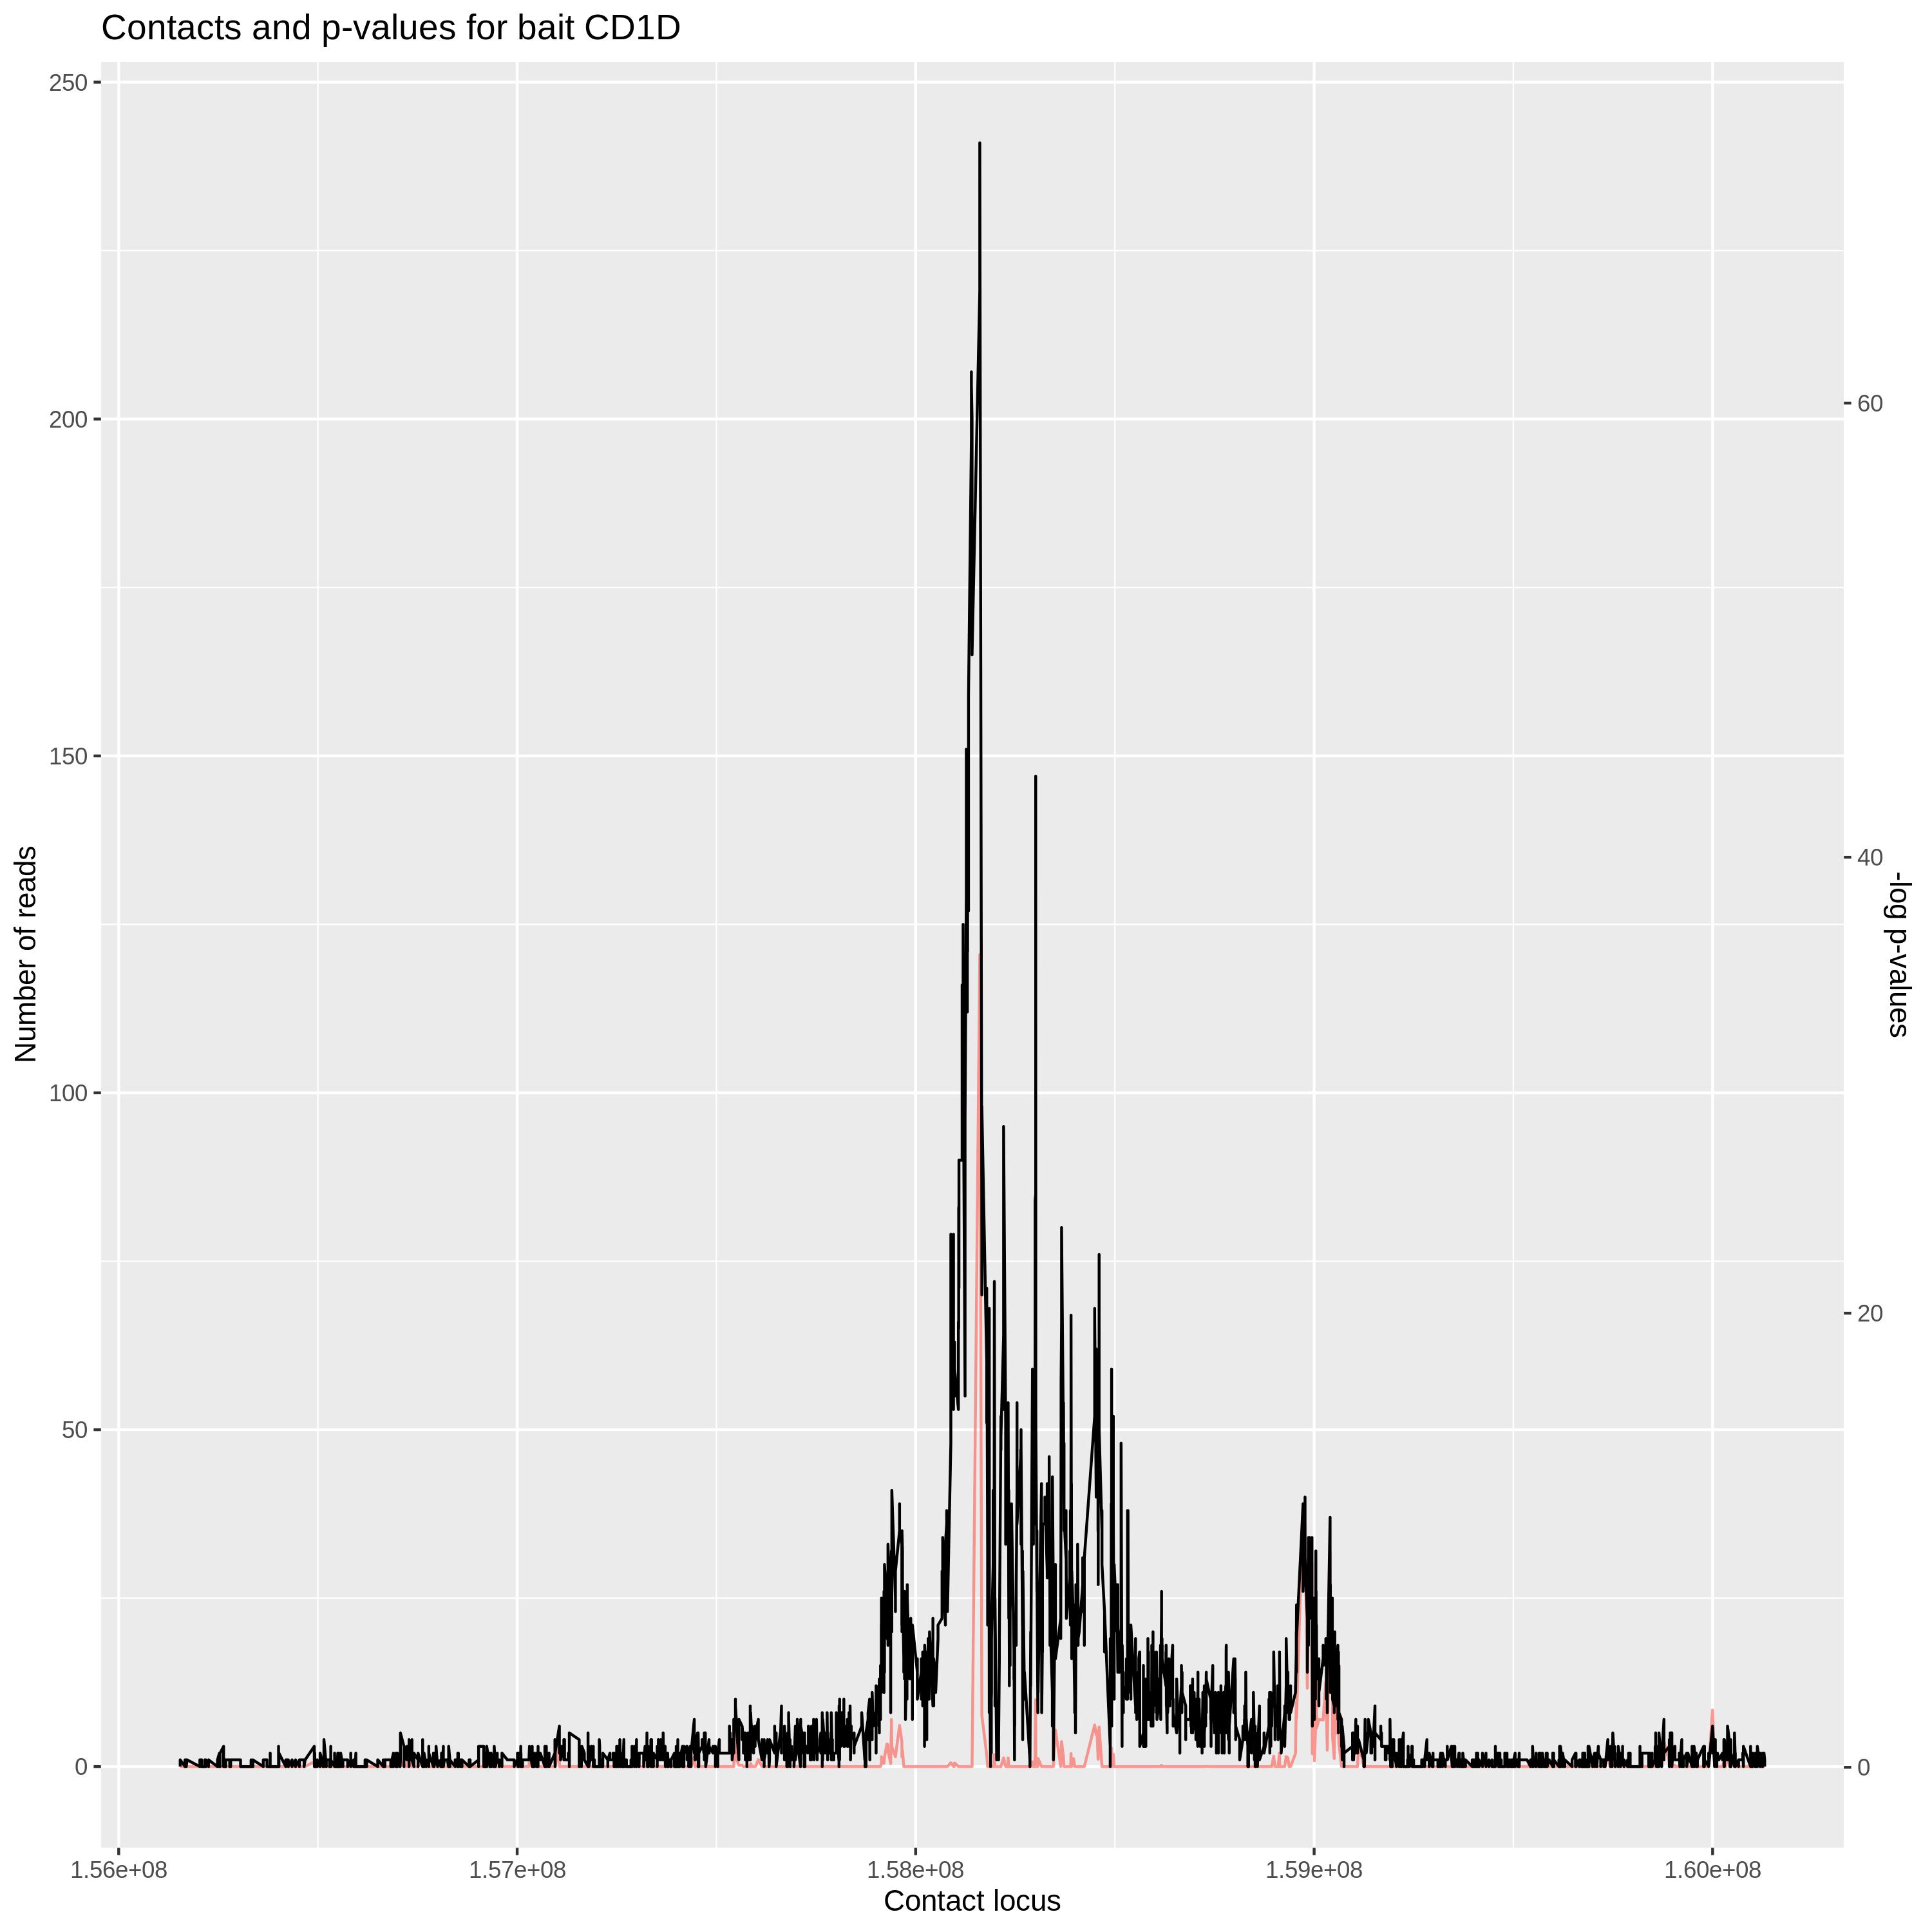 Contacts and p-values for bait CD1D
250
200
150
100
50
0
Number of reads
60
40
20
0
-log p-values
1.56e+08
1.57e+08
1.58e+08
1.59e+08
1.60e+08
Contact locus